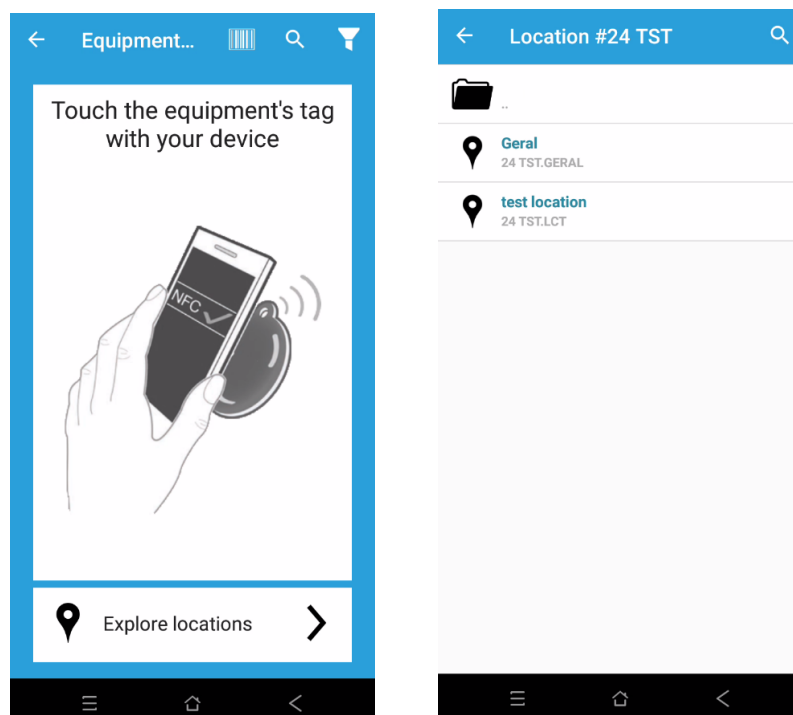 Equipment...
Touch the equipment's tag
with your device
NFC
Explore locations
Location #24 TST
..
Geral
24 TST.GERAL
test location
24 TST.LCT